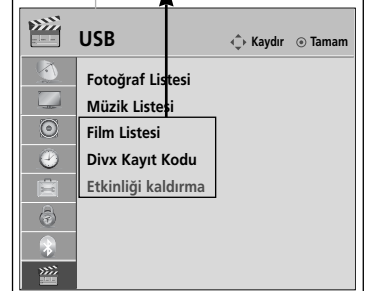 USB
Kaydır Tamam
Fotoğraf Listesi
Müzik Listesi
Film Listesi
Divx Kayıt Kodu
Etkinliği kaldırma